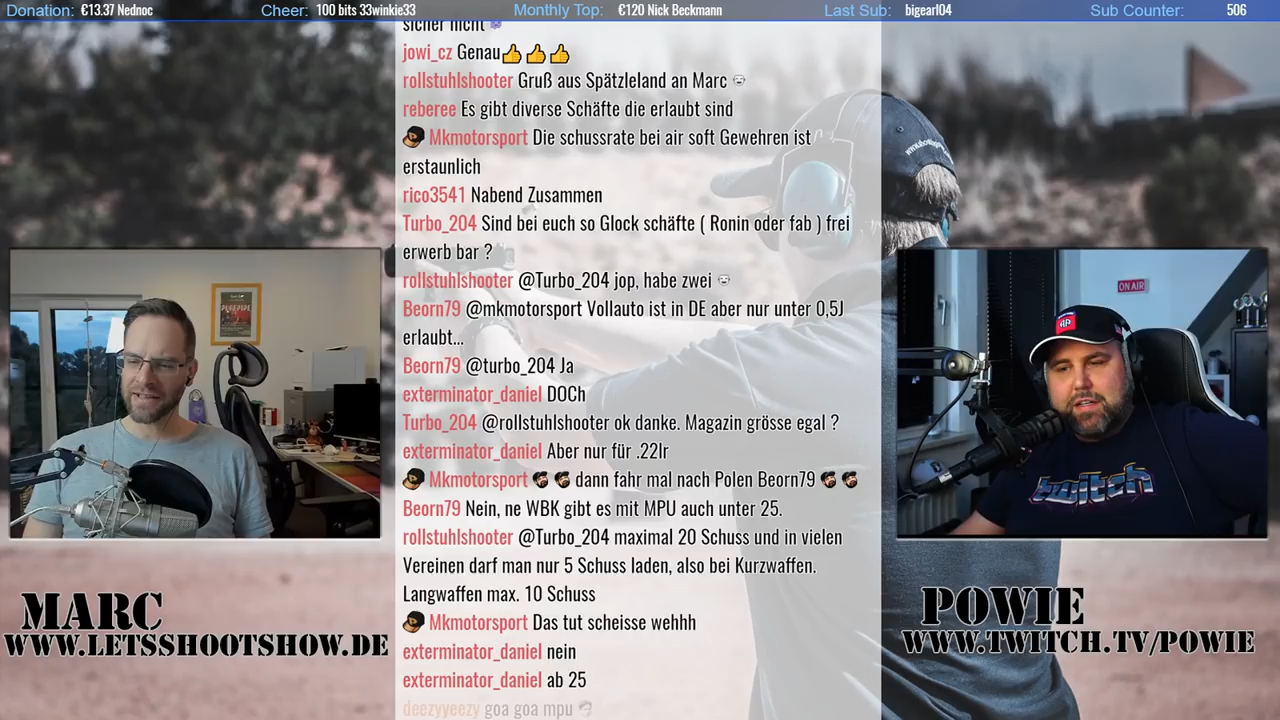 Donation: €13.37 Nednoc Cheer: 100 bits 33winkie33 Monthly Top: €120 Nick Beckmann Last Sub: bigearl04 Sub Counter: 506
sicher nicht
jowi_cz Genau👍👍👍
rollstuhlshooter Gruß aus Spätzleland an Marc
reberee Es gibt diverse Schäfte die erlaubt sind
Mkmotorsport Die schussrate bei air soft Gewehren ist
erstaunlich
rico3541 Nabend Zusammen
Turbo_204 Sind bei euch so Glock schäfte ( Ronin oder fab ) frei
erwerb bar ?
rollstuhlshooter @Turbo_204 jop, habe zwei
Beorn79 @mkmotorsport Vollauto ist in DE aber nur unter 0,5J
erlaubt...
Beorn79 @turbo_204 Ja
exterminator_daniel DOCh
Turbo_204 @rollstuhlshooter ok danke. Magazin grösse egal ?
exterminator_daniel Aber nur für .22lr
Mkmotorsport dann fahr mal nach Polen Beorn79
Beorn79 Nein, ne WBK gibt es mit MPU auch unter 25.
rollstuhlshooter @Turbo_204 maximal 20 Schuss und in vielen
Vereinen darf man nur 5 Schuss laden, also bei Kurzwaffen.
Langwaffen max. 10 Schuss
Mkmotorsport Das tut scheisse wehhh
exterminator_daniel nein
exterminator_daniel ab 25
deezyyeezy goa goa mpu
ON AIR
twitch
MARC
WWW.LETSSHOOTSHOW.DE
POWIE
WWW.TWITCH.TV/POWIE